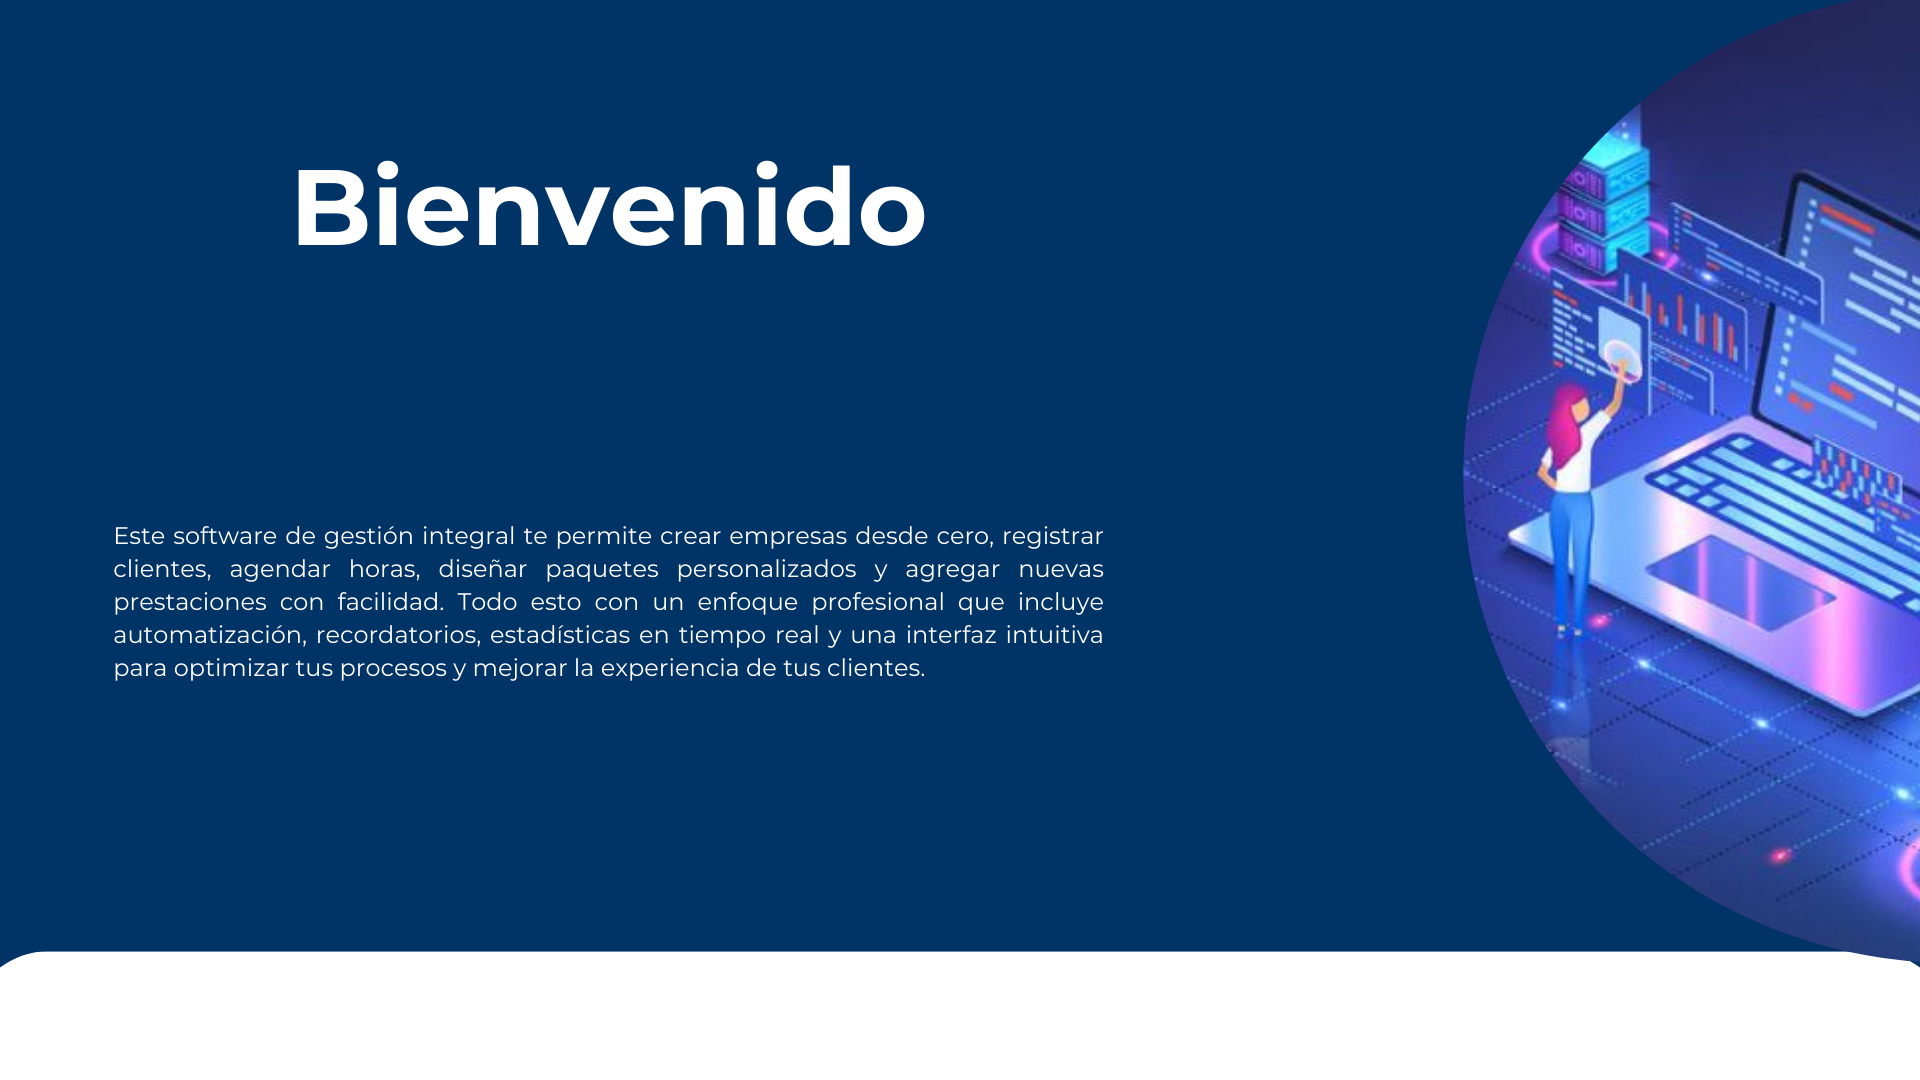 Bienvenido
Este software de gestión integral te permite crear empresas desde cero, registrar
clientes, agendar horas, diseñar paquetes personalizados y agregar nuevas
prestaciones con facilidad. Todo esto con un enfoque profesional que incluye
automatización, recordatorios, estadísticas en tiempo real y una interfaz intuitiva
para optimizar tus procesos y mejorar la experiencia de tus clientes.